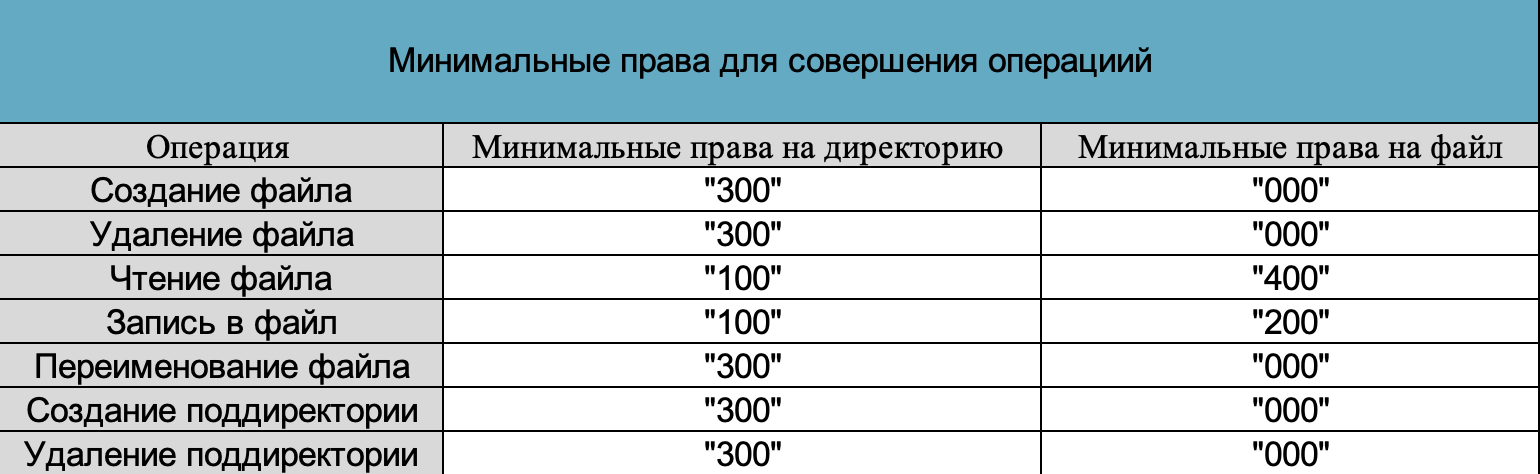 Минимальные права для совершения операциий
Операция Минимальные права на директорию Минимальные права на файл
Создание файла "300" "000"
Удаление файла "300" "000"
Чтение файла "100" "400"
Запись в файл "100" "200"
Переименование файла "300" "000"
Создание поддиректории "300" "000"
Удаление поддиректории "300" "000"